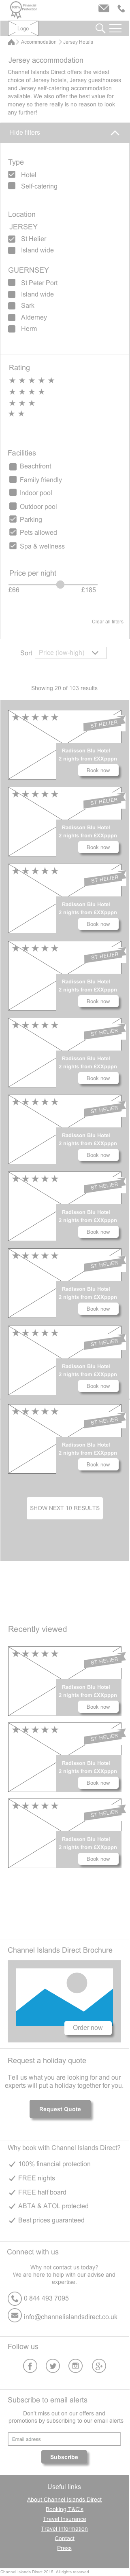 100%
Financial
Protection
Logo
Accommodation
Jersey Hotels
Jersey accommodation
Channel Islands Direct offers the widest
choice of Jersey hotels, Jersey guesthouses
and Jersey self-catering accommodation
available. We also offer best value for
money so there really is no reason to look
any further!
Hide filters
Type
Hotel
Self-catering
Location
JERSEY
St Helier
Island wide
GUERNSEY
St Peter Port
Island wide
Sark
Alderney
Herm
Rating
Facilities
Beachfront
Family friendly
Indoor pool
Outdoor pool
Parking
Pets allowed
Spa & wellness
Price per night
£66 £185
Clear all filters
Sort Price (low-high)
Showing 20 of 103 results
ST HELIER
Radisson Blu Hotel
3 nights from £XXpppn
Book now
ST HELIER
Radisson Blu Hotel
3 nights from £XXpppn
Book now
ST HELIER
Radisson Blu Hotel
3 nights from £XXpppn
Book now
ST HELIER
Radisson Blu Hotel
3 nights from £XXpppn
Book now
ST HELIER
Radisson Blu Hotel
3 nights from £XXpppn
Book now
ST HELIER
Radisson Blu Hotel
3 nights from £XXpppn
Book now
ST HELIER
Radisson Blu Hotel
3 nights from £XXpppn
Book now
ST HELIER
Radisson Blu Hotel
3 nights from £XXpppn
Book now
ST HELIER
Radisson Blu Hotel
3 nights from £XXpppn
Book now
ST HELIER
Radisson Blu Hotel
3 nights from £XXpppn
Book now
SHOW NEXT 10 RESULTS
Recently viewed
ST HELIER
Radisson Blu Hotel
3 nights from £XXpppn
Book now
ST HELIER
Radisson Blu Hotel
3 nights from £XXpppn
Book now
ST HELIER
Radisson Blu Hotel
3 nights from £XXpppn
Book now
Channel Islands Direct Brochure
Order now
Request a holiday quote
Tell us what you are looking for and our
experts will put a holiday together for you.
Request Quote
Why book with Channel Islands Direct?
100% financial protection
FREE nights
FREE half board
ABTA & ATOL protected
Best prices guaranteed
Connect with us
Why not contact us today?
We are here to help with our advise and
expertise.
0 844 493 7095
info@channelislandsdirect.co.uk
Follow us
Subscribe to email alerts
Don't miss out on our offers and
promotions by subscribing to our email alerts
Email adress
Subscribe
Useful links
About Channel Islands Direct
Booking T&C's
Travel Insurance
Travel Information
Contact
Press
Channel Islands Direct 2015. All rights reserved.